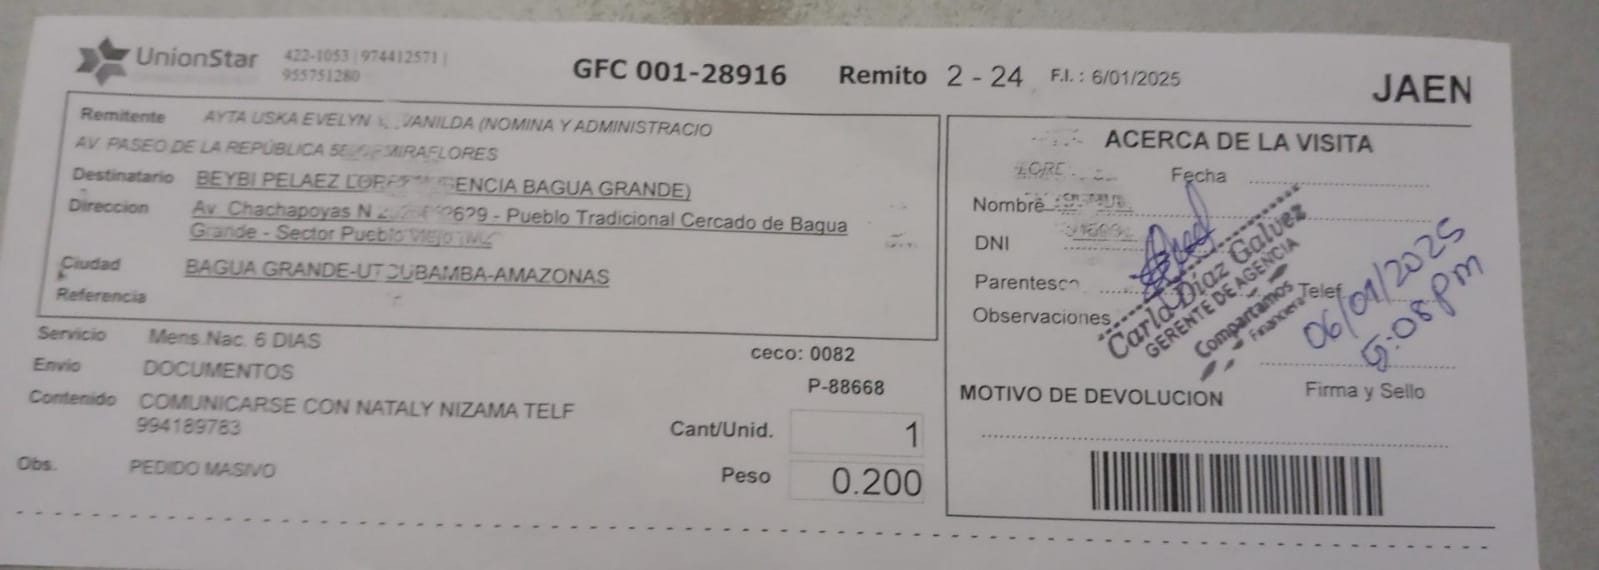 UnionStar
422-1053 | 974412571 |
955751280
GFC 001-28916
Remito 2 - 24
F.I. : 6/01/2025
JAEN
Remitente AYTA USKA EVELYN VANILDA (NOMINA Y ADMINISTRACIO
AV. PASEO DE LA REPÚBLICA MIRAFLORES
Destinatario BEYBI PELAEZ BAGUA GRANDE)
Direccion Av. Chachapoyas N - Pueblo Tradicional Cercado de Bagua
Grande - Sector Pueblo Viejo
Ciudad BAGUA GRANDE-UTCUBAMBA-AMAZONAS
Referencia
Servicio Mens.Nac. 6 DIAS
Envio DOCUMENTOS
Contenido COMUNICARSE CON NATALY NIZAMA TELF
994189783
Obs. PEDIDO MASIVO
ceco: 0082
P-88668
Cant/Unid. 1
Peso 0.200
ACERCA DE LA VISITA
Fecha
Nombre
DNI
Parentesco
Telef
Observaciones
Carla Díaz Galvez
GERENTE DE AGENCIA
Compartamos
Financiera
06/01/2025
5:08 pm
Firma y Sello
MOTIVO DE DEVOLUCION